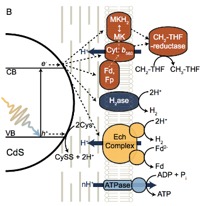 B
MKH₂
MK
CH₂-THF
-reductase
Cyt. b
CB
e⁻
H⁺
Fd,
Fp
CH₂-THF
CH₃-THF
H₂ase
2H⁺
H₂
2Cys
2H⁺
H₂
VB
h⁺
H⁺
Ech
Complex
Fd²⁻
Fd
CdS
CySS + 2H⁺
nH⁺
ATPase
ADP + Pᵢ
ATP